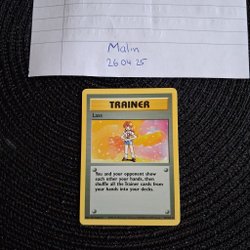 Malin
26 04 25
TRAINER
Lass
You and your opponent show
each other your hands, then
shuffle all the Trainer cards from
your hands into your decks.